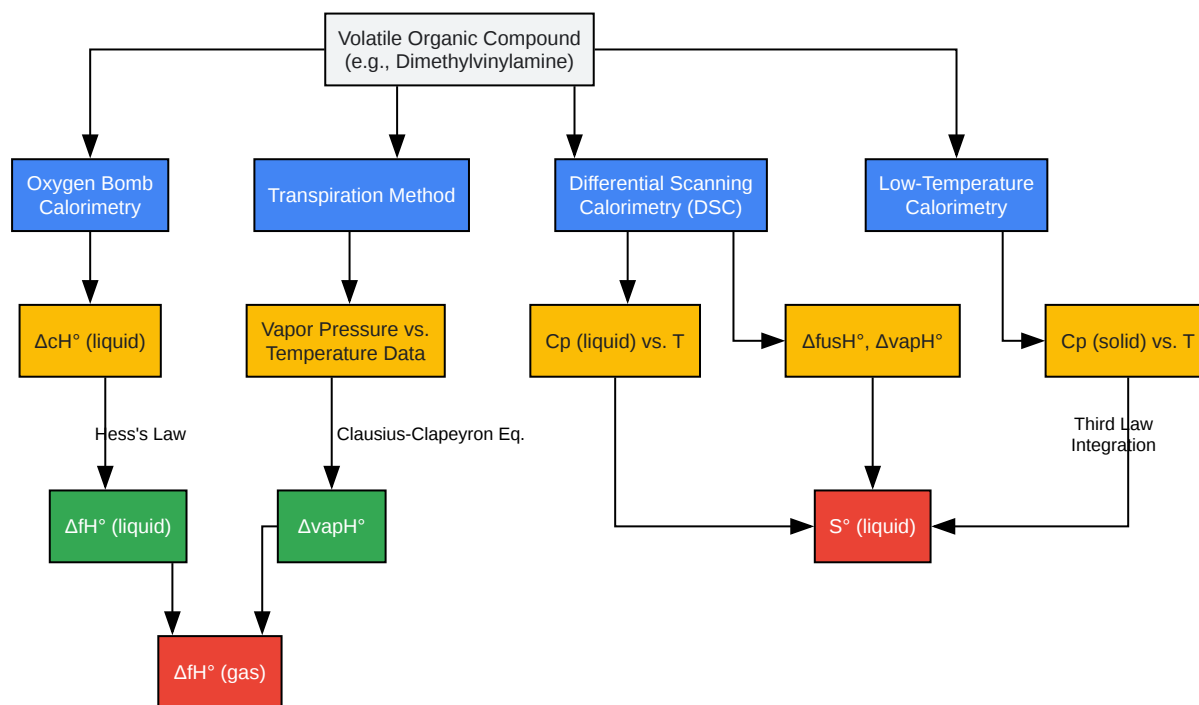 Volatile Organic Compound
(e.g., Dimethylvinylamine)
Oxygen Bomb
Calorimetry
Transpiration Method
Differential Scanning
Calorimetry (DSC)
Low-Temperature
Calorimetry
ΔcH° (liquid)
Vapor Pressure vs.
Temperature Data
Cp (liquid) vs. T
ΔfusH°, ΔvapH°
Cp (solid) vs. T
Hess's Law
Clausius-Clapeyron Eq.
Third Law
Integration
ΔfH° (liquid)
ΔvapH°
S° (liquid)
ΔfH° (gas)